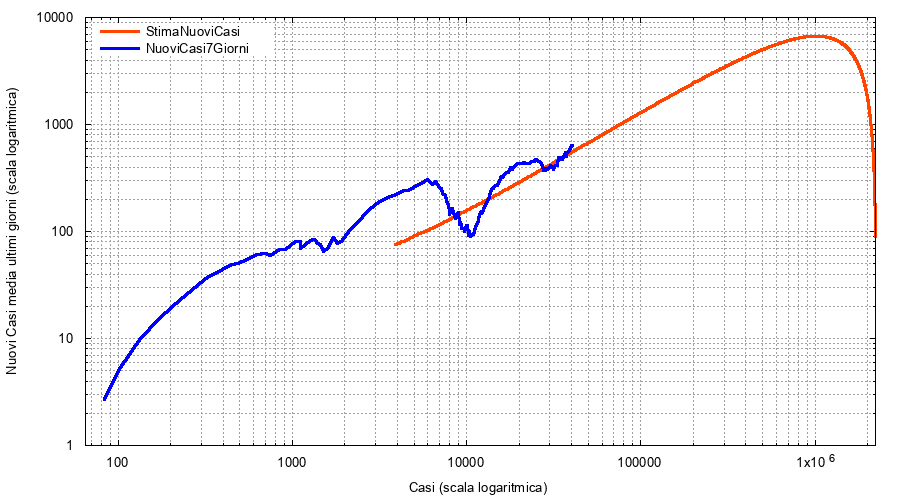 10000
StimaNuoviCasi
NuoviCasi7Giorni
1000
100
10
1
Nuovi Casi media ultimi giorni (scala logaritmica)
100
1000
10000
100000
1x10 6
Casi (scala logaritmica)